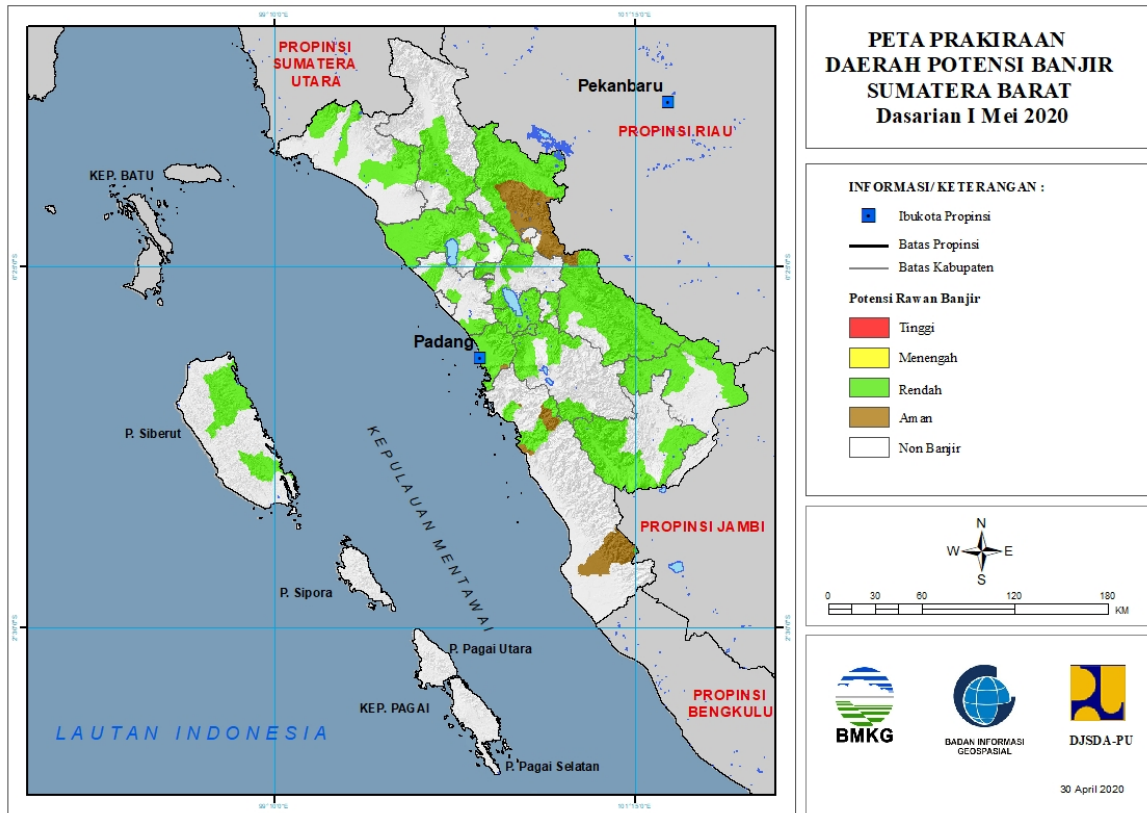 PROPINSI
SUMATERA
UTARA
Pekanbaru
PROPINSI RIAU
KEP. BATU
Padang
P. Siberut
KEPULAUAN MENTAWAI
PROPINSI JAMBI
P. Sipora
P. Pagai Utara
KEP. PAGAI
PROPINSI
BENGKULU
LAUTAN INDONESIA
P. Pagai Selatan
PETA PRAKIRAAN
DAERAH POTENSI BANJIR
SUMATERA BARAT
Dasarian I Mei 2020
INFORMASI/ KETERANGAN :
Ibukota Propinsi
Batas Propinsi
Batas Kabupaten
Potensi Rawan Banjir
Tinggi
Menengah
Rendah
Aman
Non Banjir
N
W E
S
0 30 60 120 180
KM
BMKG
BADAN INFORMASI
GEOSPASIAL
DJSDA-PU
30 April 2020